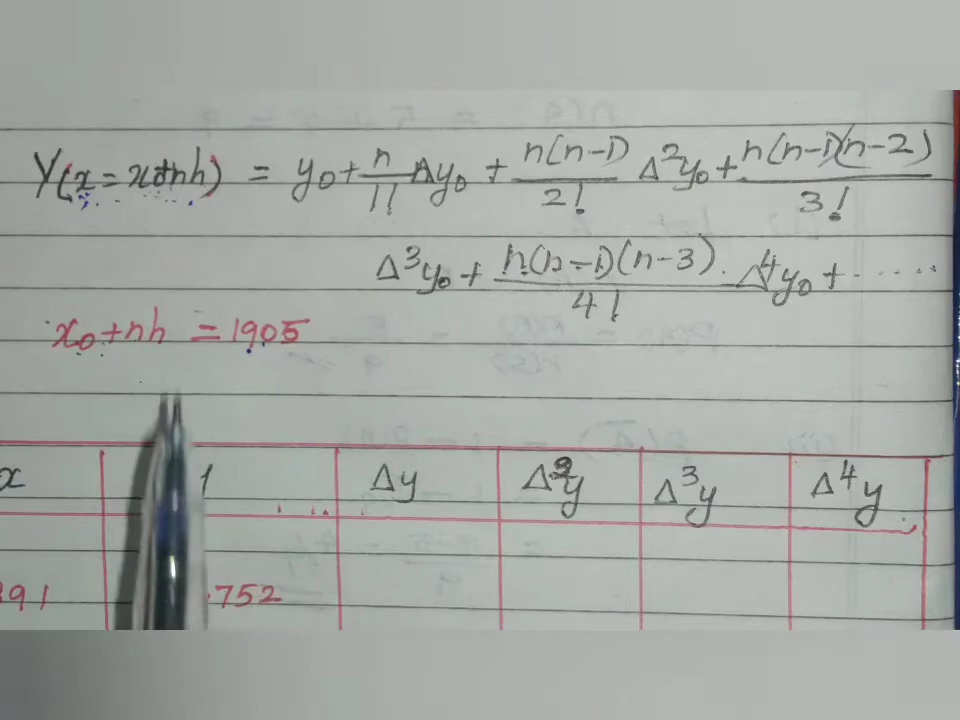 Y(x = x0+nh) = y₀ + n/1! Δy₀ + n(n-1)/2! Δ²y₀ + n(n-1)(n-2)/3!
Δ³y₀ + n(n-1)(n-3)/4! . Δ⁴y₀ + ......
x₀+nh = 1905
x Δy Δ²y Δ³y Δ⁴y
891 752